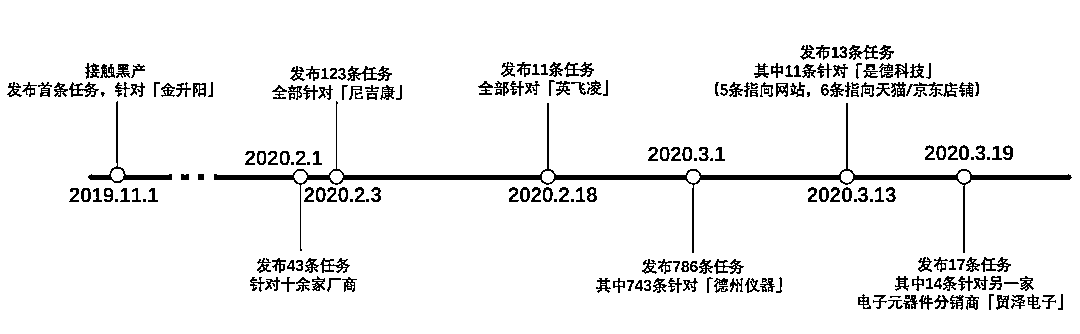 接触黑产
发布首条任务，针对「金升阳」
2019.11.1
2020.2.1
发布43条任务
针对十余家厂商
发布123条任务
全部针对「尼吉康」
2020.2.3
发布11条任务
全部针对「英飞凌」
2020.2.18
2020.3.1
发布786条任务
其中743条针对「德州仪器」
发布13条任务
其中11条针对「是德科技」
(5条指向网站，6条指向天猫/京东店铺)
2020.3.13
2020.3.19
发布17条任务
其中14条针对另一家
电子元器件分销商「贸泽电子」